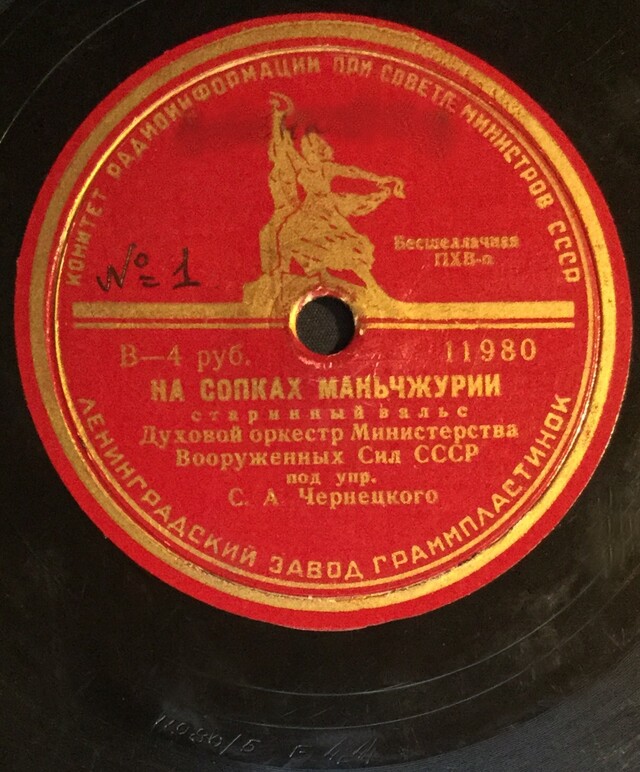 КОМИТЕТ РАДИОИНФОРМАЦИИ ПРИ СОВЕТЕ МИНИСТРОВ СССР
Бесшеллачная
ПХВ-п
№ 1
В—4 руб. 11980
НА СОПКАХ МАНЬЧЖУРИИ
старинный вальс
Духовой оркестр Министерства
Вооруженных Сил СССР
под упр.
С. А. Чернецкого
ЛЕНИНГРАДСКИЙ ЗАВОД ГРАММПЛАСТИНОК